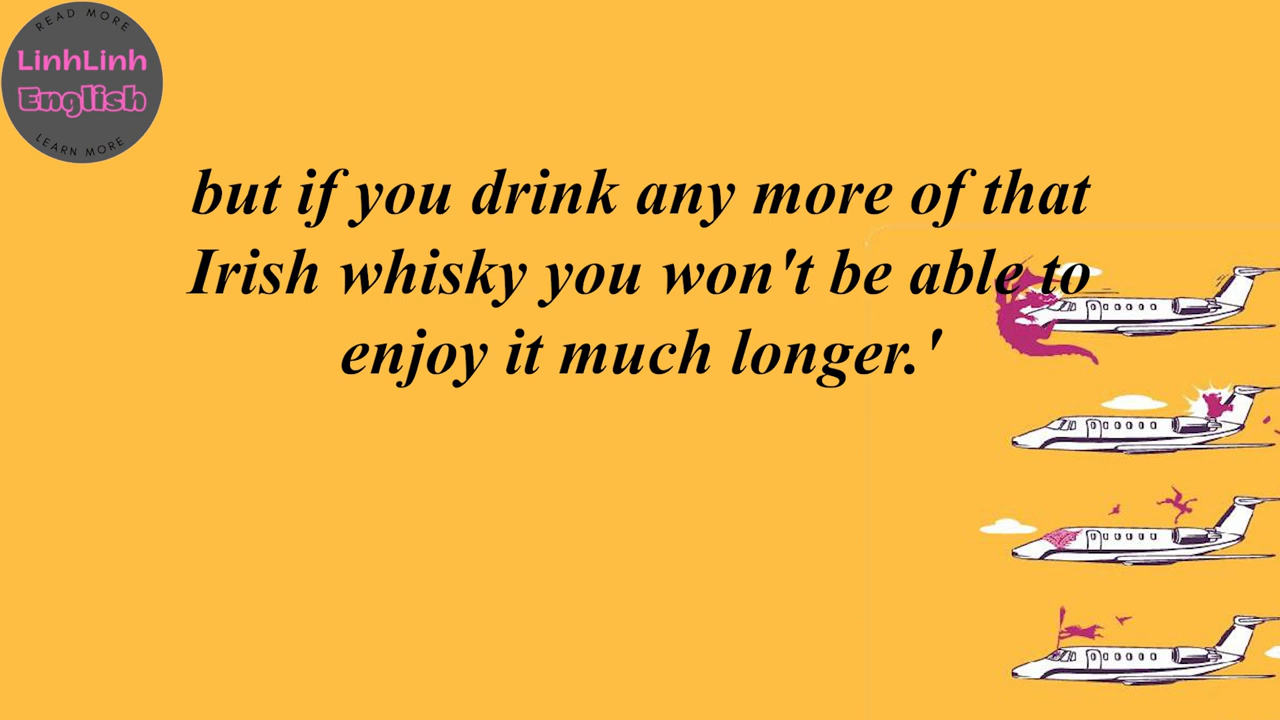 READ MORE
LinhLinh
English
LEARN MORE
but if you drink any more of that
Irish whisky you won't be able to
enjoy it much longer.'